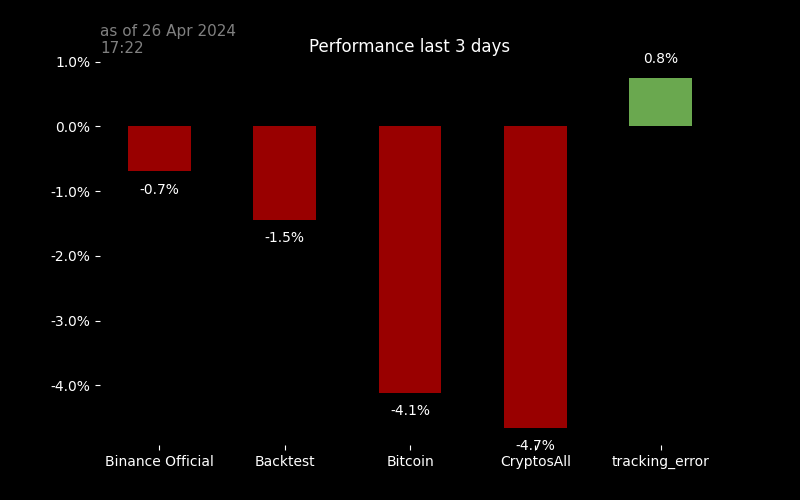 as of 26 Apr 2024
17:22
Performance last 3 days
1.0%
0.0%
-1.0%
-2.0%
-3.0%
-4.0%
0.8%
-0.7%
-1.5%
-4.1%
-4.7%
Binance Official
Backtest
Bitcoin
CryptosAll
tracking_error